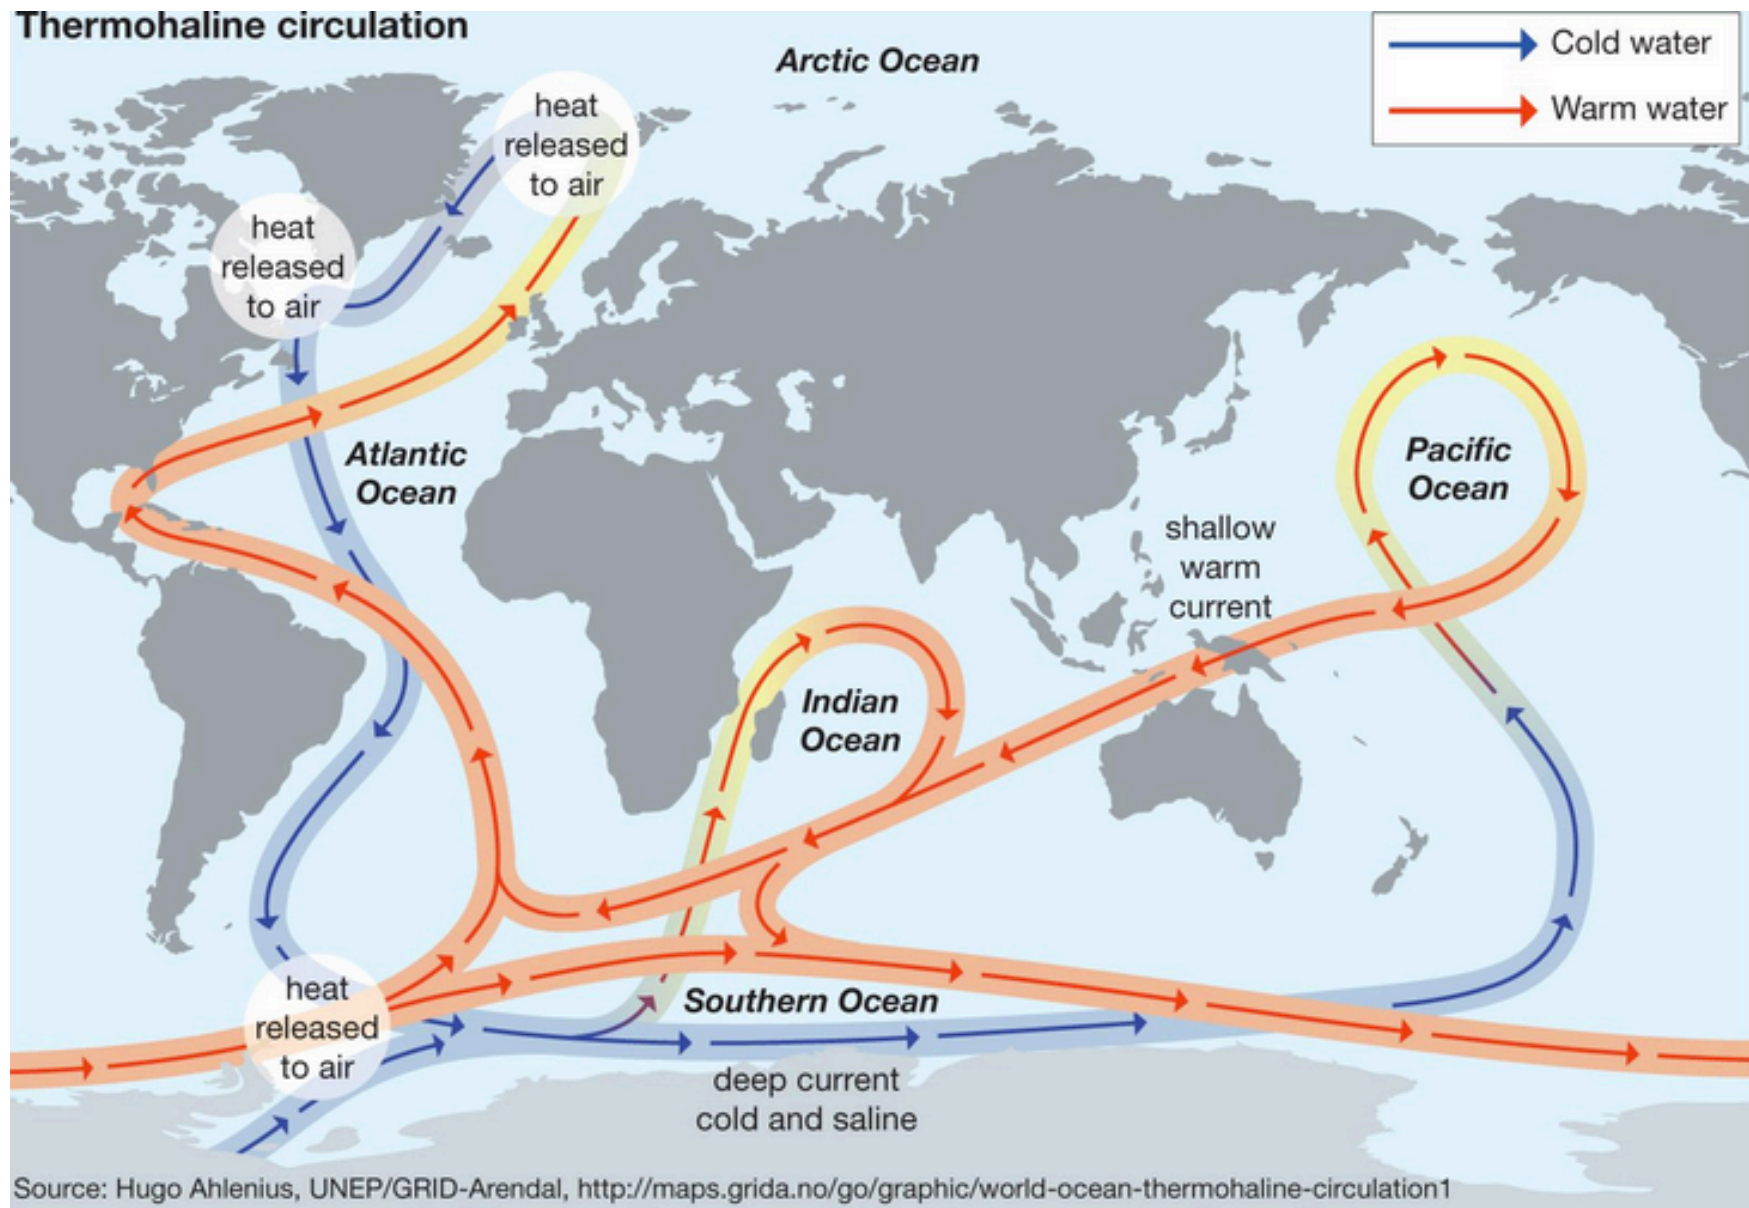 Thermohaline circulation
Arctic Ocean
Cold water
Warm water
heat
released
to air
heat
released
to air
Atlantic
Ocean
Pacific
Ocean
shallow
warm
current
Indian
Ocean
heat
released
to air
Southern Ocean
deep current
cold and saline
Source: Hugo Ahlenius, UNEP/GRID-Arendal, http://maps.grida.no/go/graphic/world-ocean-thermohaline-circulation1